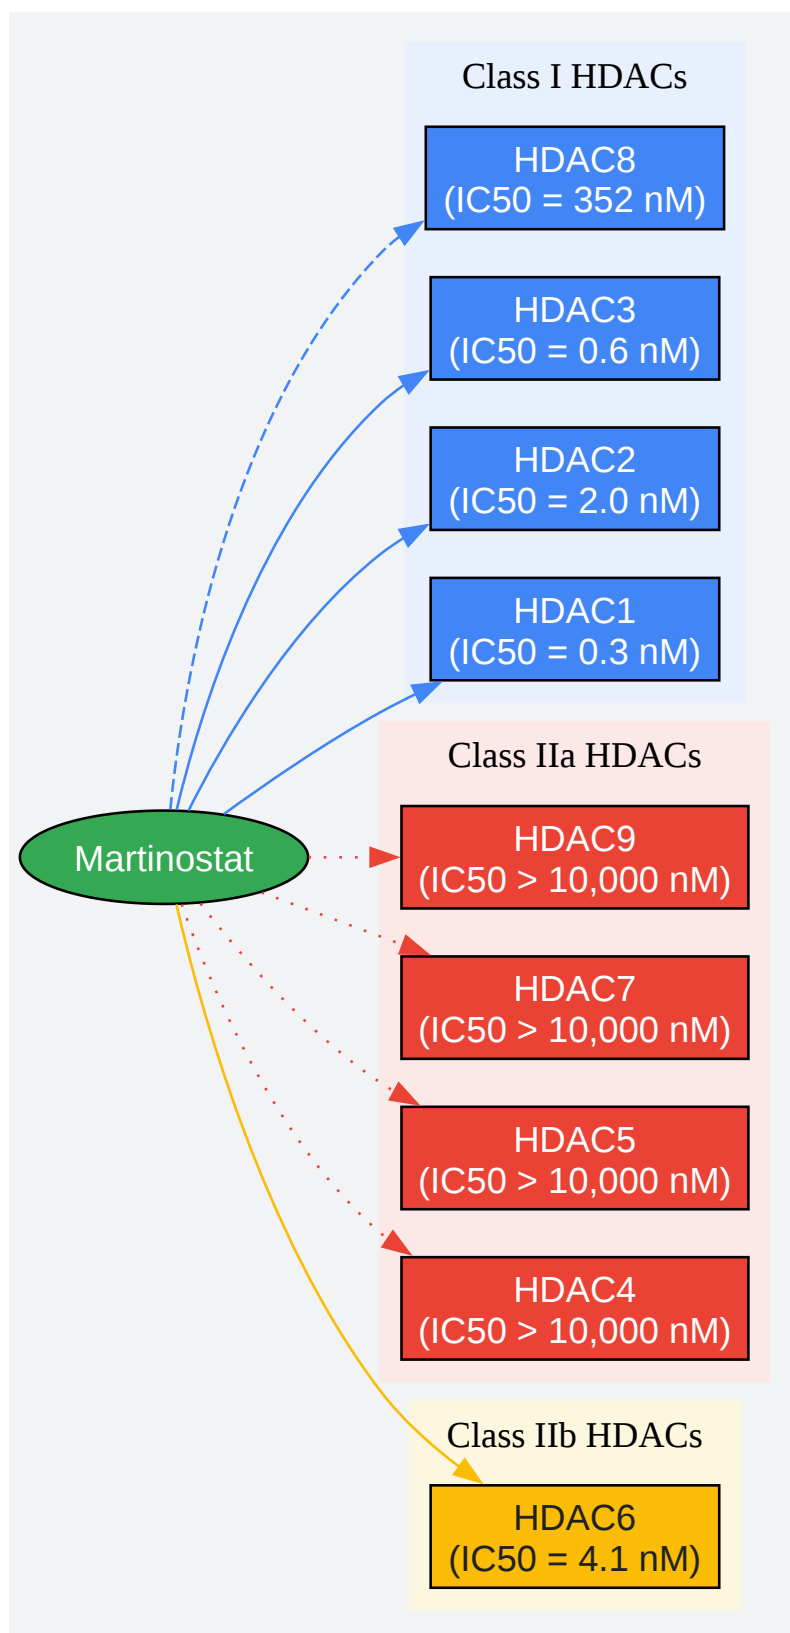 Class I HDACs
HDAC8
(IC50 = 352 nM)
HDAC3
(IC50 = 0.6 nM)
HDAC2
(IC50 = 2.0 nM)
HDAC1
(IC50 = 0.3 nM)
Class IIa HDACs
Martinostat
HDAC9
(IC50 > 10,000 nM)
HDAC7
(IC50 > 10,000 nM)
HDAC5
(IC50 > 10,000 nM)
HDAC4
(IC50 > 10,000 nM)
Class IIb HDACs
HDAC6
(IC50 = 4.1 nM)